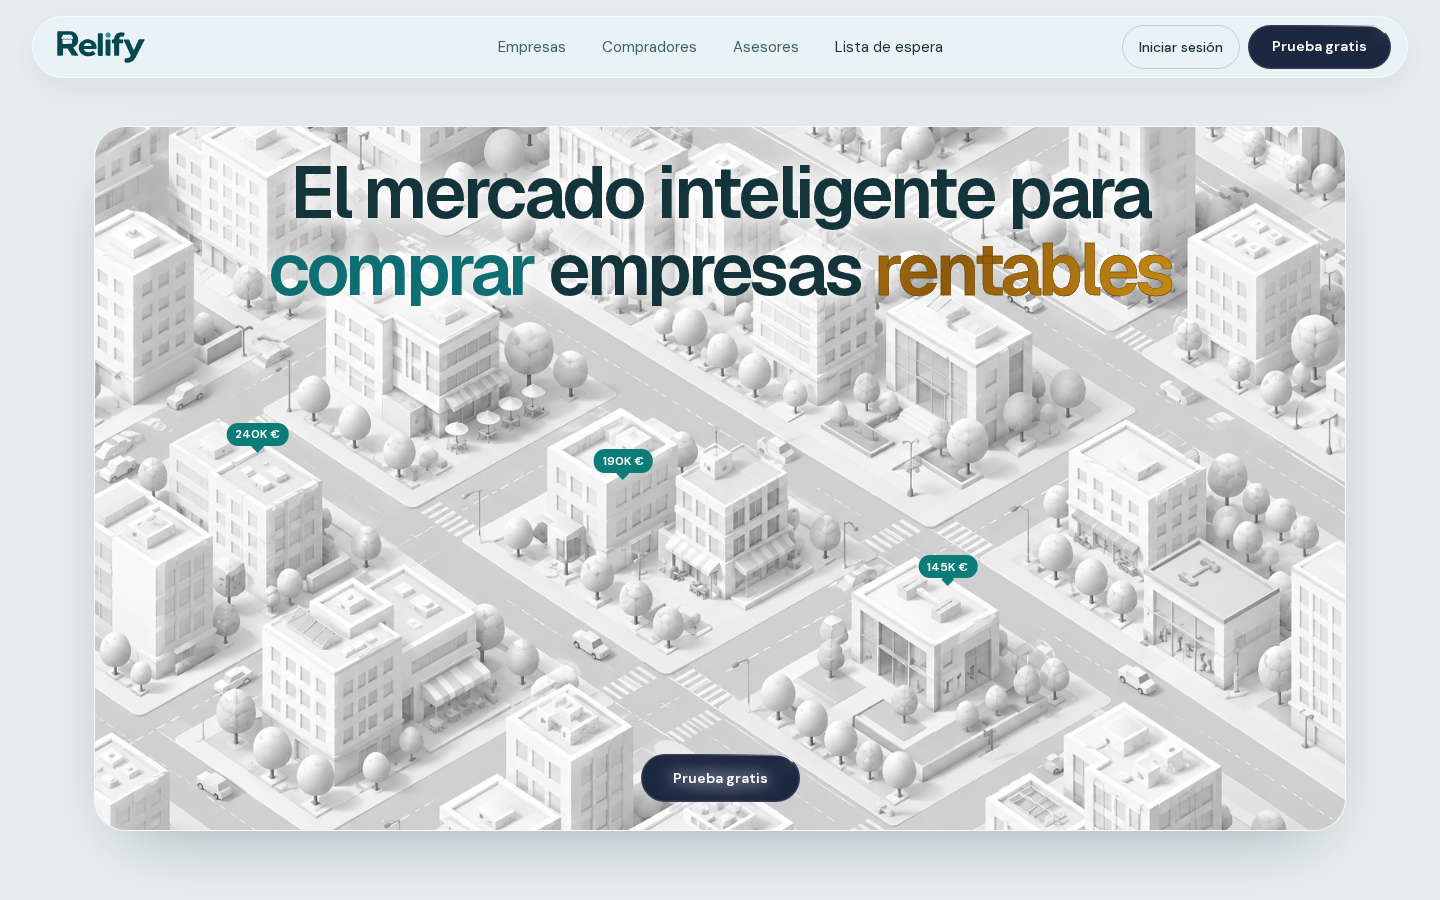 Relify
Empresas
Compradores
Asesores
Lista de espera
Iniciar sesión
Prueba gratis
El mercado inteligente para
comprar empresas rentables
240K €
190K €
145K €
Prueba gratis